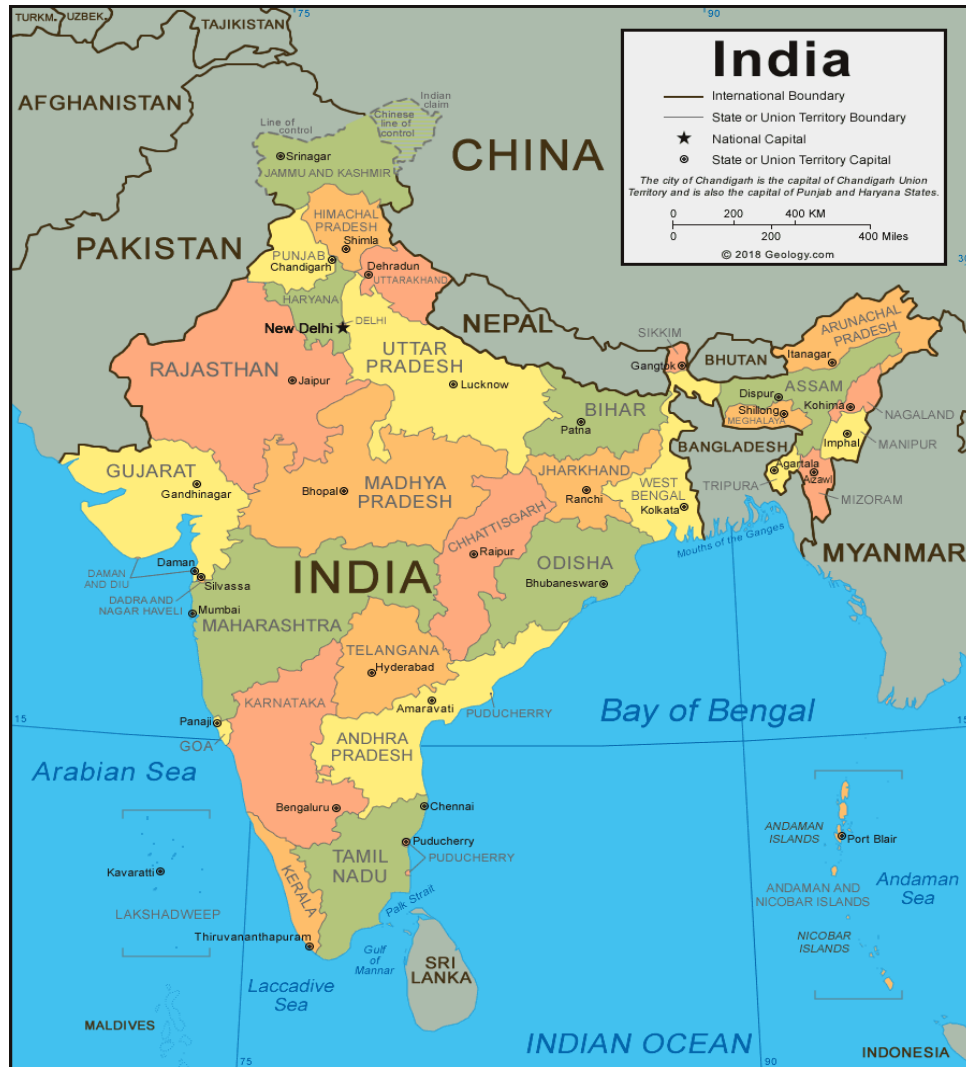 TURKM.
UZBEK.
75
90
TAJIKISTAN
AFGHANISTAN
India
International Boundary
State or Union Territory Boundary
National Capital
State or Union Territory Capital
The city of Chandigarh is the capital of Chandigarh Union
Territory and is also the capital of Punjab and Haryana States.
0 200 400 KM
0 200 400 Miles
© 2018 Geology.com
Indian
claim
Line of
control
Chinese
line of
control
CHINA
Srinagar
JAMMU AND KASHMIR
PAKISTAN
HIMACHAL
PRADESH
Shimla
PUNJAB
Chandigarh
Dehradun
UTTARAKHAND
30
HARYANA
New Delhi
DELHI
NEPAL
SIKKIM
Gangtok
BHUTAN
ARUNACHAL
PRADESH
Itanagar
RAJASTHAN
Jaipur
UTTAR
PRADESH
Lucknow
ASSAM
Dispur
BIHAR
Patna
Shillong
MEGHALAYA
Kohima
NAGALAND
BANGLADESH
Imphal
MANIPUR
GUJARAT
Gandhinagar
Bhopal
MADHYA
PRADESH
JHARKHAND
Ranchi
WEST
BENGAL
Kolkata
Agartala
TRIPURA
Aizawl
MIZORAM
CHHATTISGARH
Raipur
Mouths of the Ganges
MYANMAR
ODISHA
Bhubaneswar
Daman
DAMAN
AND DIU
Silvassa
DADRA AND
NAGAR HAVELI
INDIA
Mumbai
MAHARASHTRA
TELANGANA
Hyderabad
KARNATAKA
Amaravati
PUDUCHERRY
Bay of Bengal
15
15
Panaji
GOA
ANDHRA
PRADESH
Arabian Sea
Bengaluru
Chennai
ANDAMAN
ISLANDS
Port Blair
Puducherry
PUDUCHERRY
TAMIL
NADU
Kavaratti
KERALA
Palk Strait
ANDAMAN AND
NICOBAR ISLANDS
Andaman
Sea
LAKSHADWEEP
Thiruvananthapuram
Gulf
of
Mannar
NICOBAR
ISLANDS
SRI
LANKA
Laccadive
Sea
MALDIVES
INDIAN OCEAN
INDONESIA
75
90